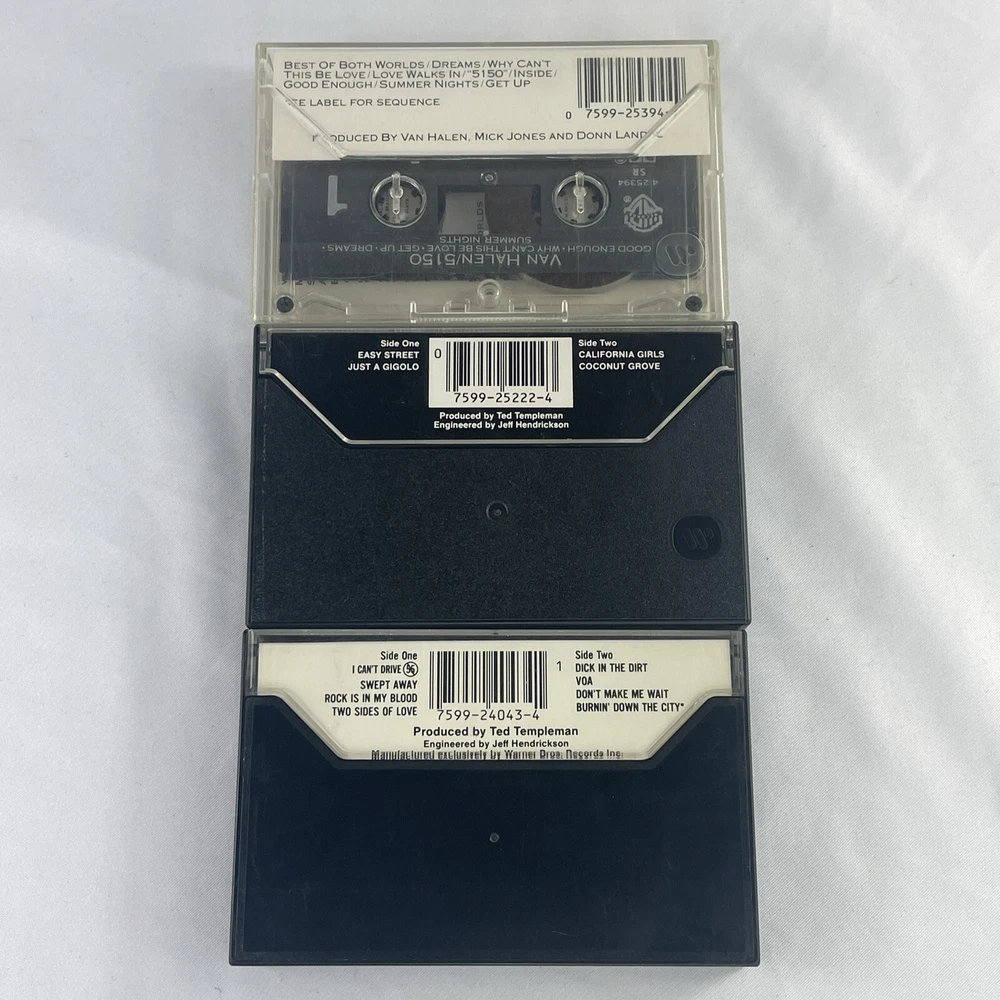 BEST OF BOTH WORLDS/DREAMS/WHY CAN'T
THIS BE LOVE/LOVE WALKS IN/"5150"/INSIDE/
GOOD ENOUGH/SUMMER NIGHTS/GET UP
SEE LABEL FOR SEQUENCE
0 7599-25394-
PRODUCED BY VAN HALEN, MICK JONES AND DONN LANDEE
1
4-25394
SR
WB
®
GOOD ENOUGH • WHY CAN'T THIS BE LOVE • GET UP • DREAMS •
SUMMER NIGHTS
VAN HALEN/5150
Side One
EASY STREET
JUST A GIGOLO
0 7599-25222-4
Side Two
CALIFORNIA GIRLS
COCONUT GROVE
Produced by Ted Templeman
Engineered by Jeff Hendrickson
Side One
I CAN'T DRIVE 55
SWEPT AWAY
ROCK IS IN MY BLOOD
TWO SIDES OF LOVE
7599-24043-4
1
Side Two
DICK IN THE DIRT
VOA
DON'T MAKE ME WAIT
BURNIN' DOWN THE CITY*
Produced by Ted Templeman
Engineered by Jeff Hendrickson
Manufactured exclusively by Warner Bros. Records Inc.